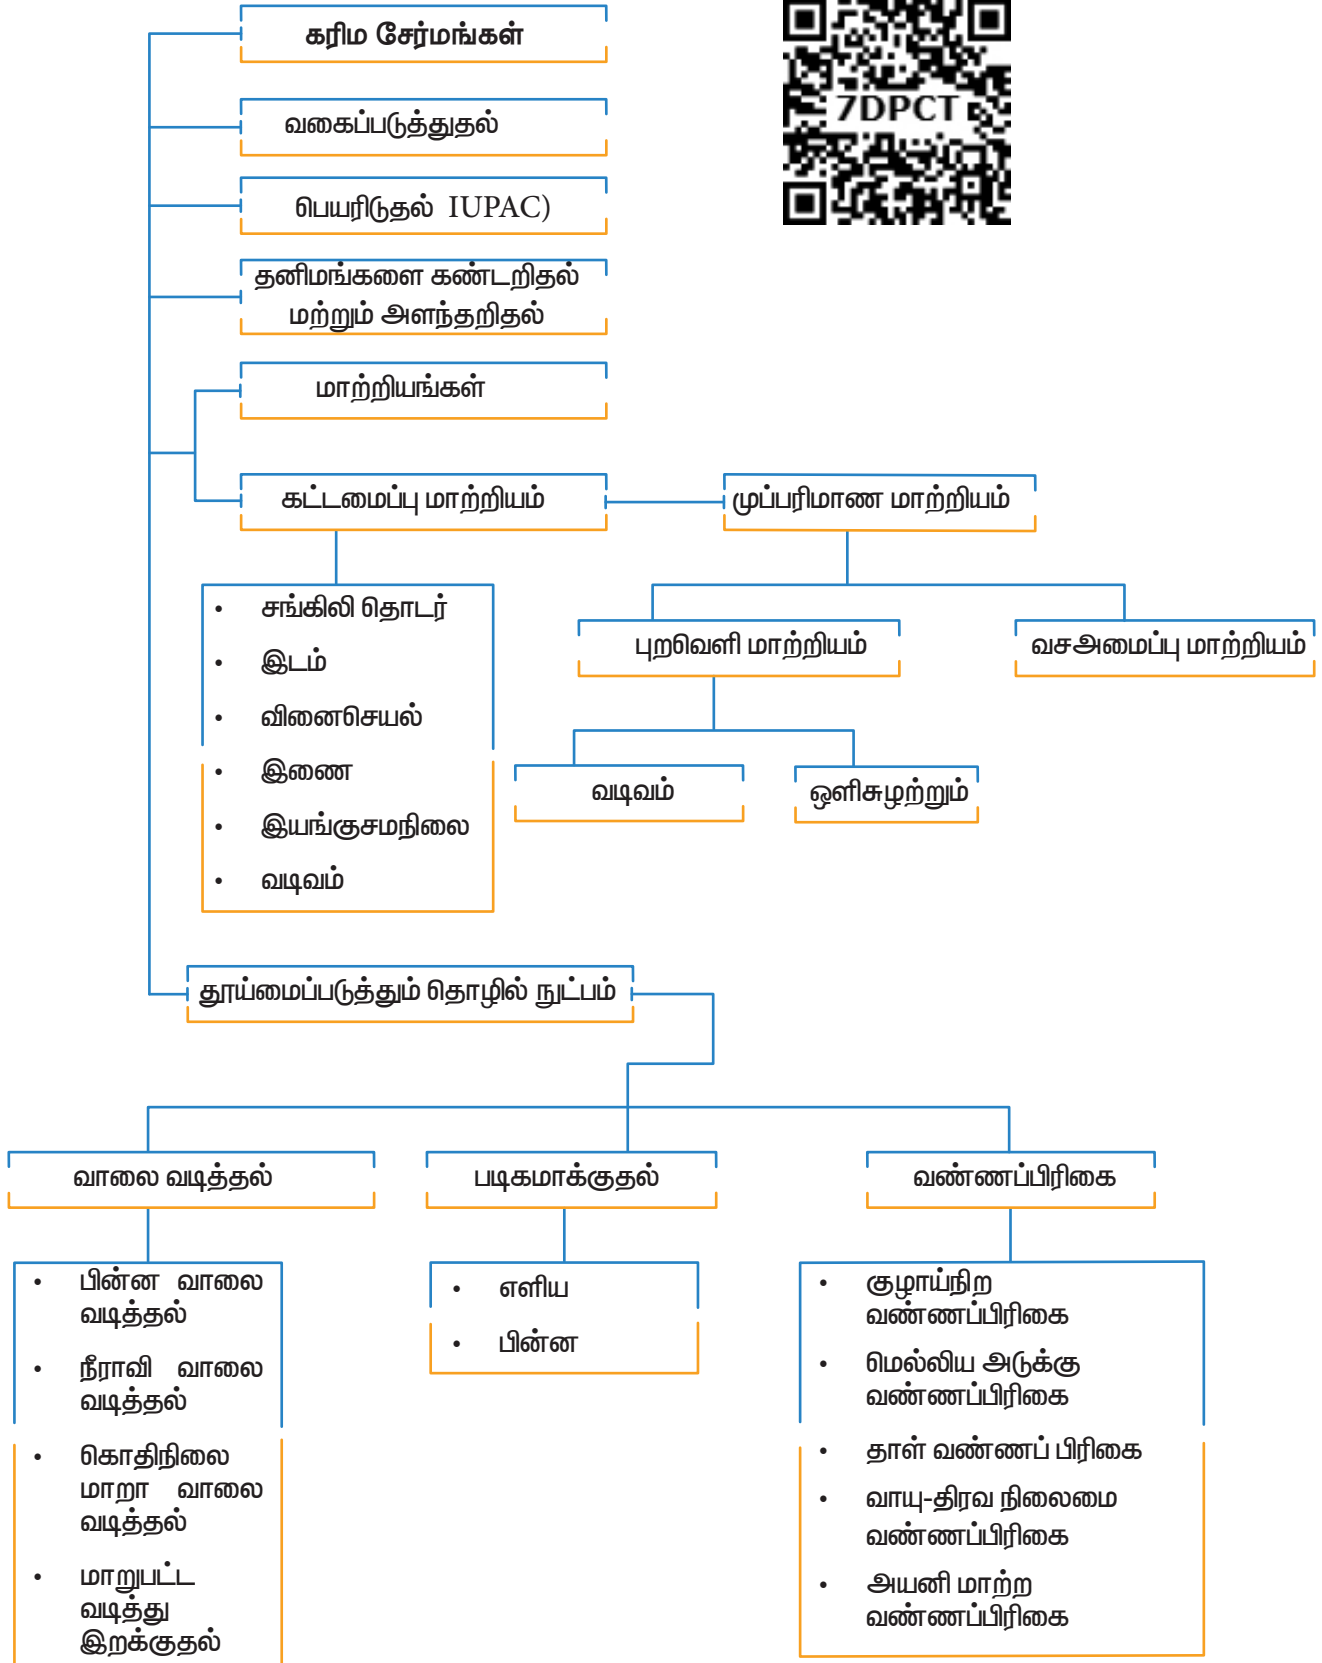 கரிம சேர்மங்கள்
7DPCT
வகைப்படுத்துதல்
பெயரிடுதல் IUPAC)
தனிமங்களை கண்டறிதல்
மற்றும் அளந்தறிதல்
மாற்றியங்கள்
கட்டமைப்பு மாற்றியம்
முப்பரிமாண மாற்றியம்
• சங்கிலி தொடர்
• இடம்
• வினைசெயல்
• இணை
• இயங்குசமநிலை
• வடிவம்
புறவெளி மாற்றியம்
வசஅமைப்பு மாற்றியம்
வடிவம்
ஒளிசுழற்றும்
தூய்மைப்படுத்தும் தொழில் நுட்பம்
வாலை வடித்தல்
• பின்ன வாலை
வடித்தல்
• நீராவி வாலை
வடித்தல்
• கொதிநிலை
மாறா வாலை
வடித்தல்
• மாறுபட்ட
வடித்து
இறக்குதல்
படிகமாக்குதல்
• எளிய
• பின்ன
வண்ணப்பிரிகை
• குழாய்நிற
வண்ணப்பிரிகை
• மெல்லிய அடுக்கு
வண்ணப்பிரிகை
• தாள் வண்ணப் பிரிகை
• வாயு-திரவ நிலைமை
வண்ணப்பிரிகை
• அயனி மாற்ற
வண்ணப்பிரிகை